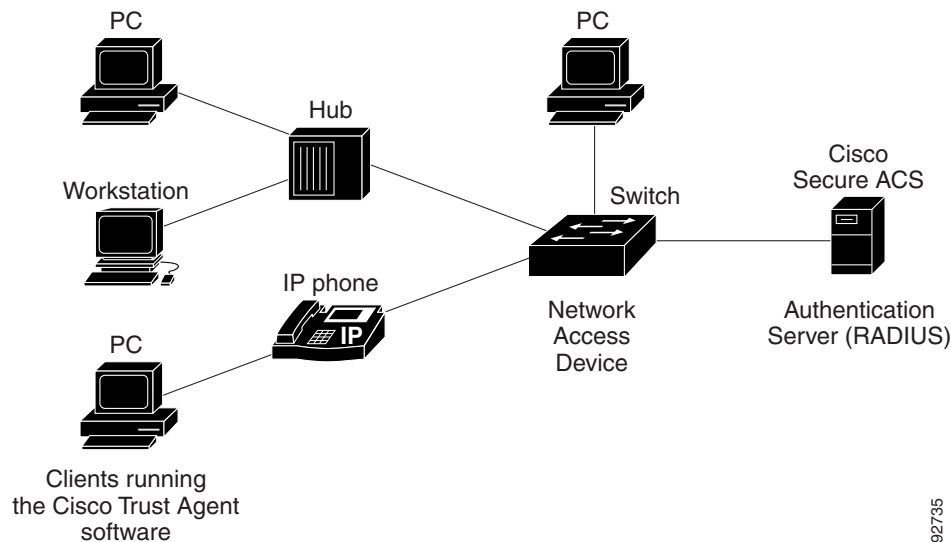 PC
PC
Hub
Cisco
Secure ACS
Workstation
Switch
IP phone
IP
Network
Access
Device
Authentication
Server (RADIUS)
PC
Clients running
the Cisco Trust Agent
software
92735